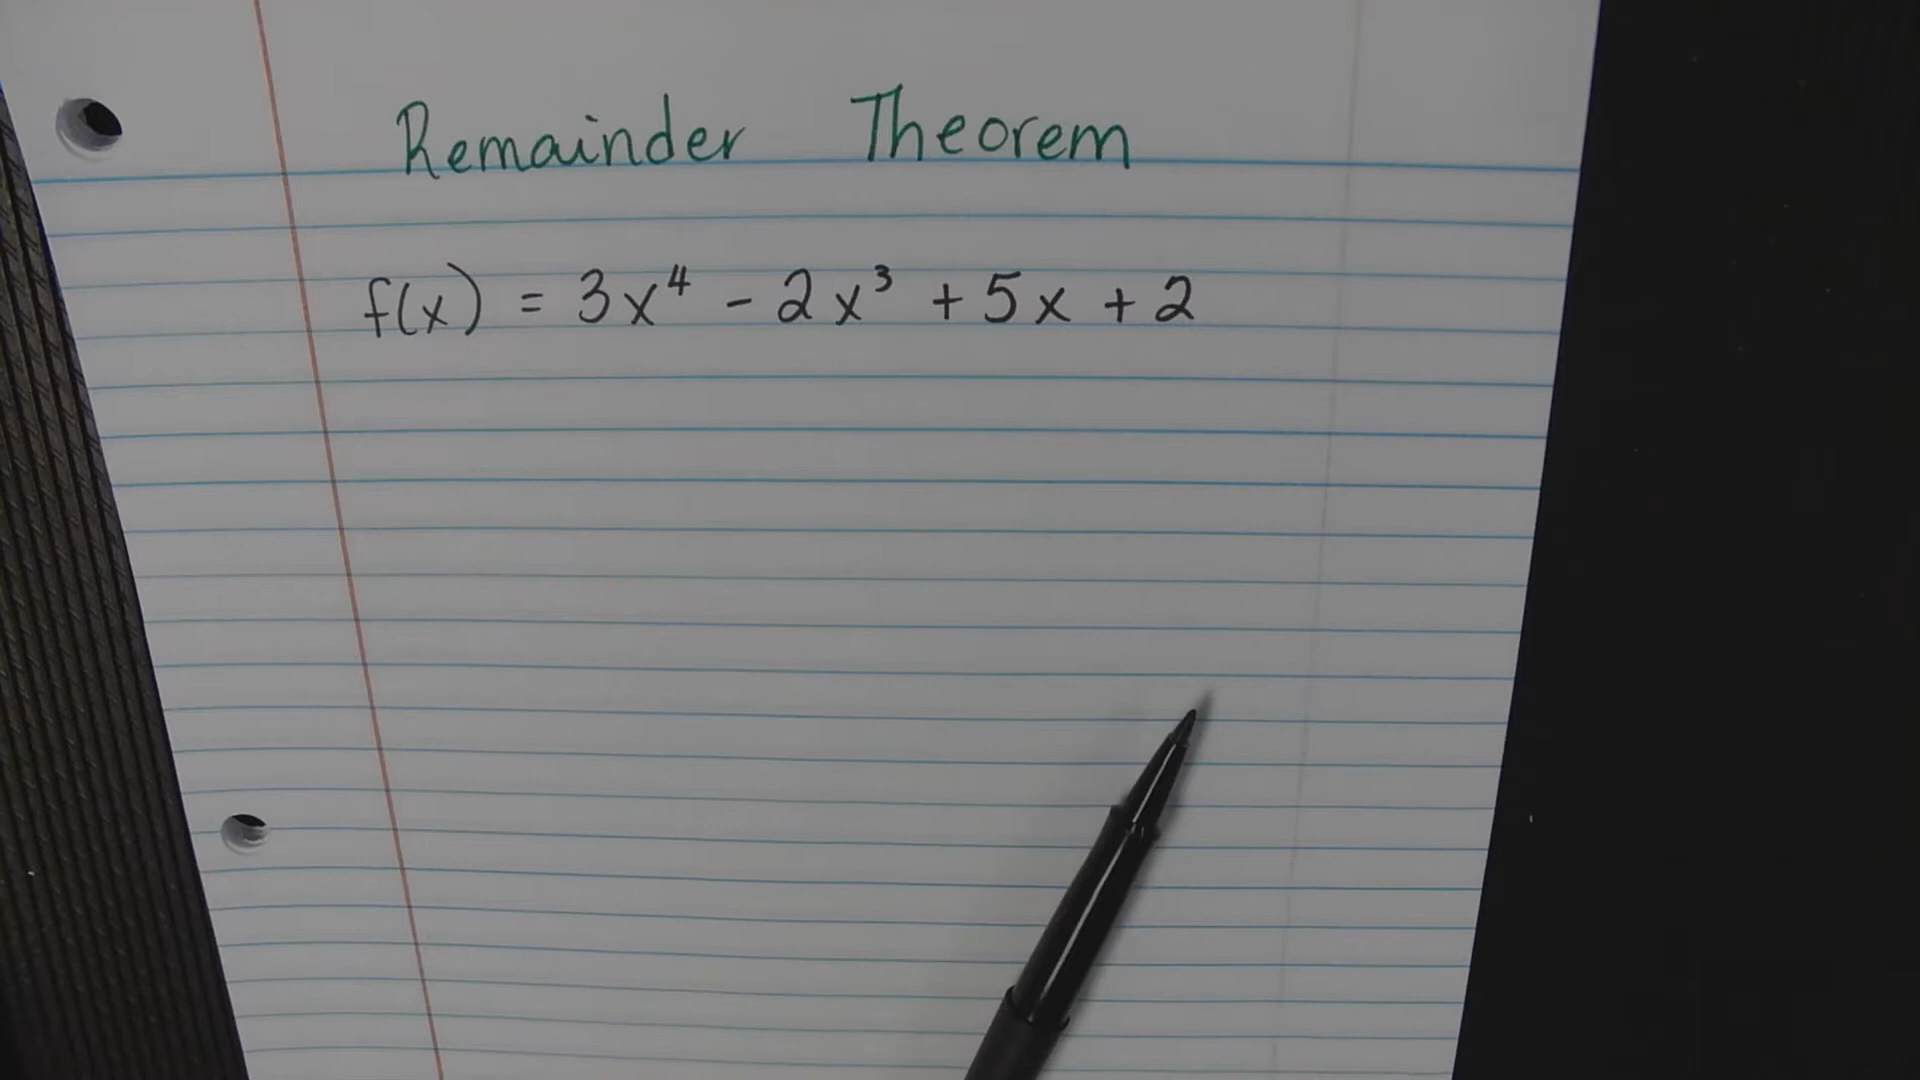 Remainder Theorem
f(x) = 3x⁴ - 2x³ + 5x + 2